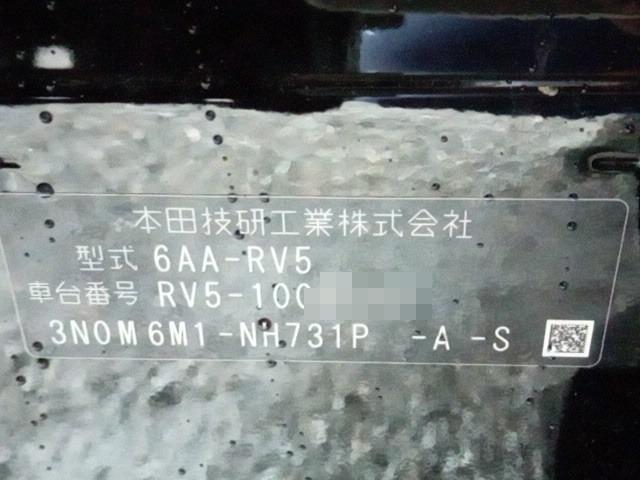 本田技研工業株式会社
型式 6AA-RV5
車台番号 RV5-100
3N0M6M1-NH731P -A -S